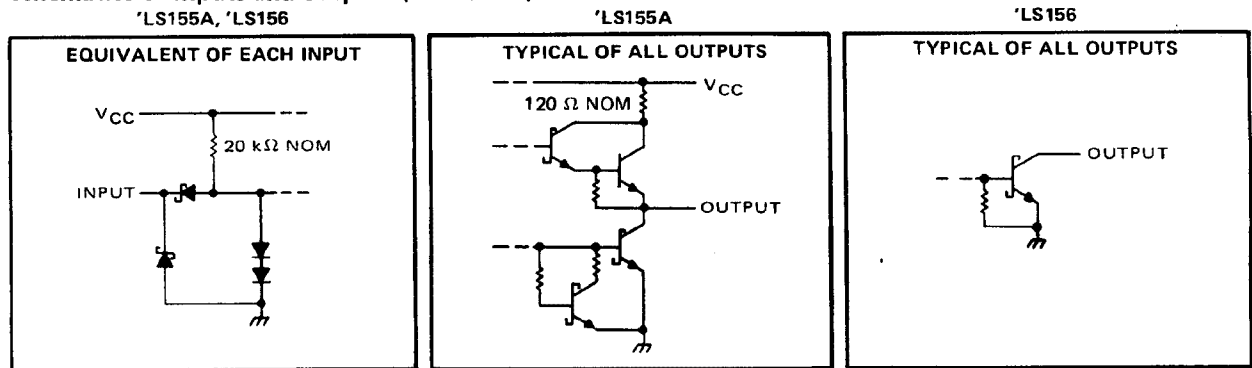 'LS155A, 'LS156
EQUIVALENT OF EACH INPUT
VCC
20 kΩ NOM
INPUT
'LS155A
TYPICAL OF ALL OUTPUTS
VCC
120 Ω NOM
OUTPUT
'LS156
TYPICAL OF ALL OUTPUTS
OUTPUT